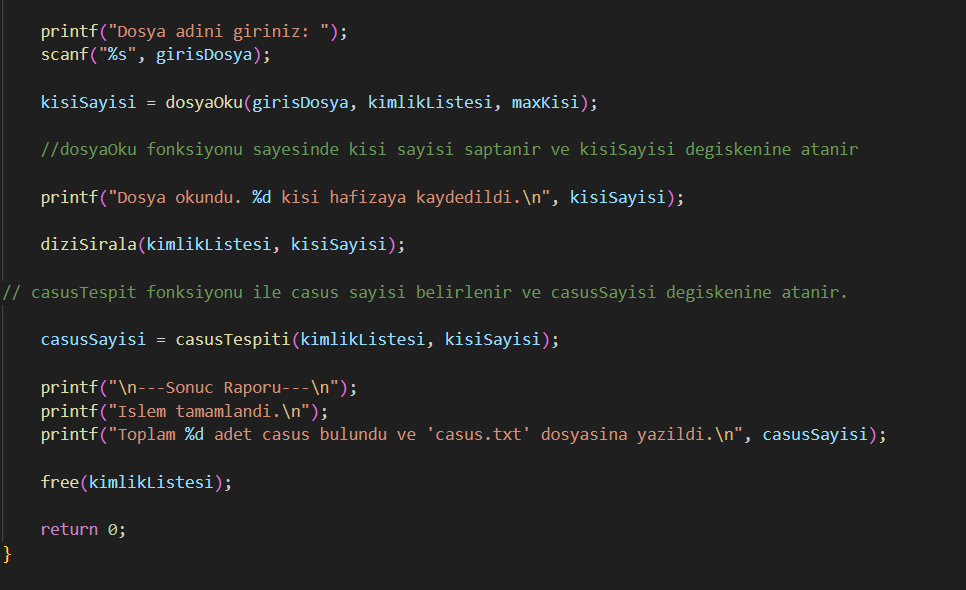 printf("Dosya adini giriniz: ");
scanf("%s", girisDosya);
kisiSayisi = dosyaOku(girisDosya, kimlikListesi, maxKisi);
//dosyaOku fonksiyonu sayesinde kisi sayisi saptanir ve kisiSayisi degiskenine atanir
printf("Dosya okundu. %d kisi hafizaya kaydedildi.\n", kisiSayisi);
diziSirala(kimlikListesi, kisiSayisi);
// casusTespit fonksiyonu ile casus sayisi belirlenir ve casusSayisi degiskenine atanir.
casusSayisi = casusTespiti(kimlikListesi, kisiSayisi);
printf("\n---Sonuc Raporu---\n");
printf("Islem tamamlandi.\n");
printf("Toplam %d adet casus bulundu ve 'casus.txt' dosyasina yazildi.\n", casusSayisi);
free(kimlikListesi);
return 0;
}